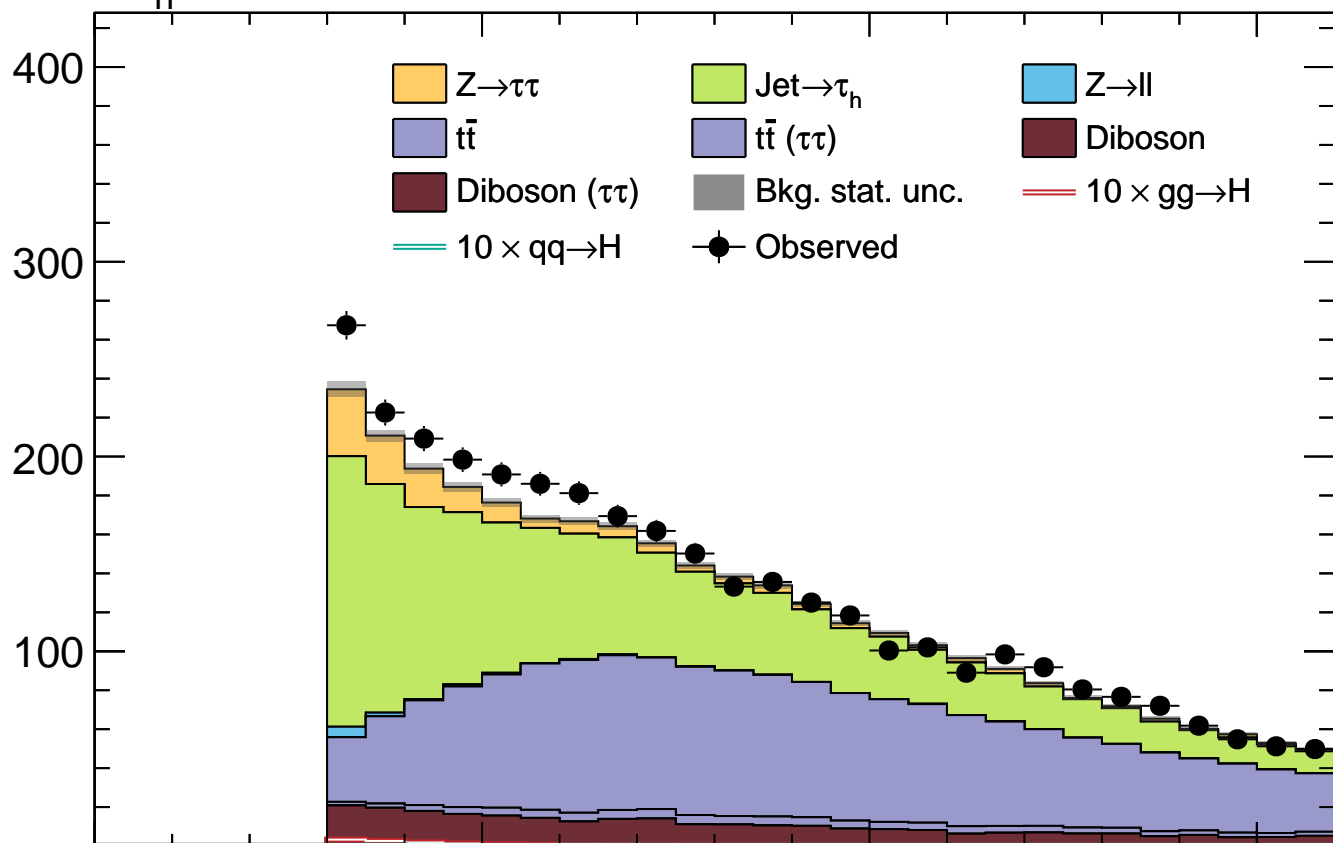 400
Z→ττ Jet→τh Z→ll
tt̄ tt̄ (ττ) Diboson
Diboson (ττ) Bkg. stat. unc. 10 × gg→H
10 × qq→H Observed
300
200
100